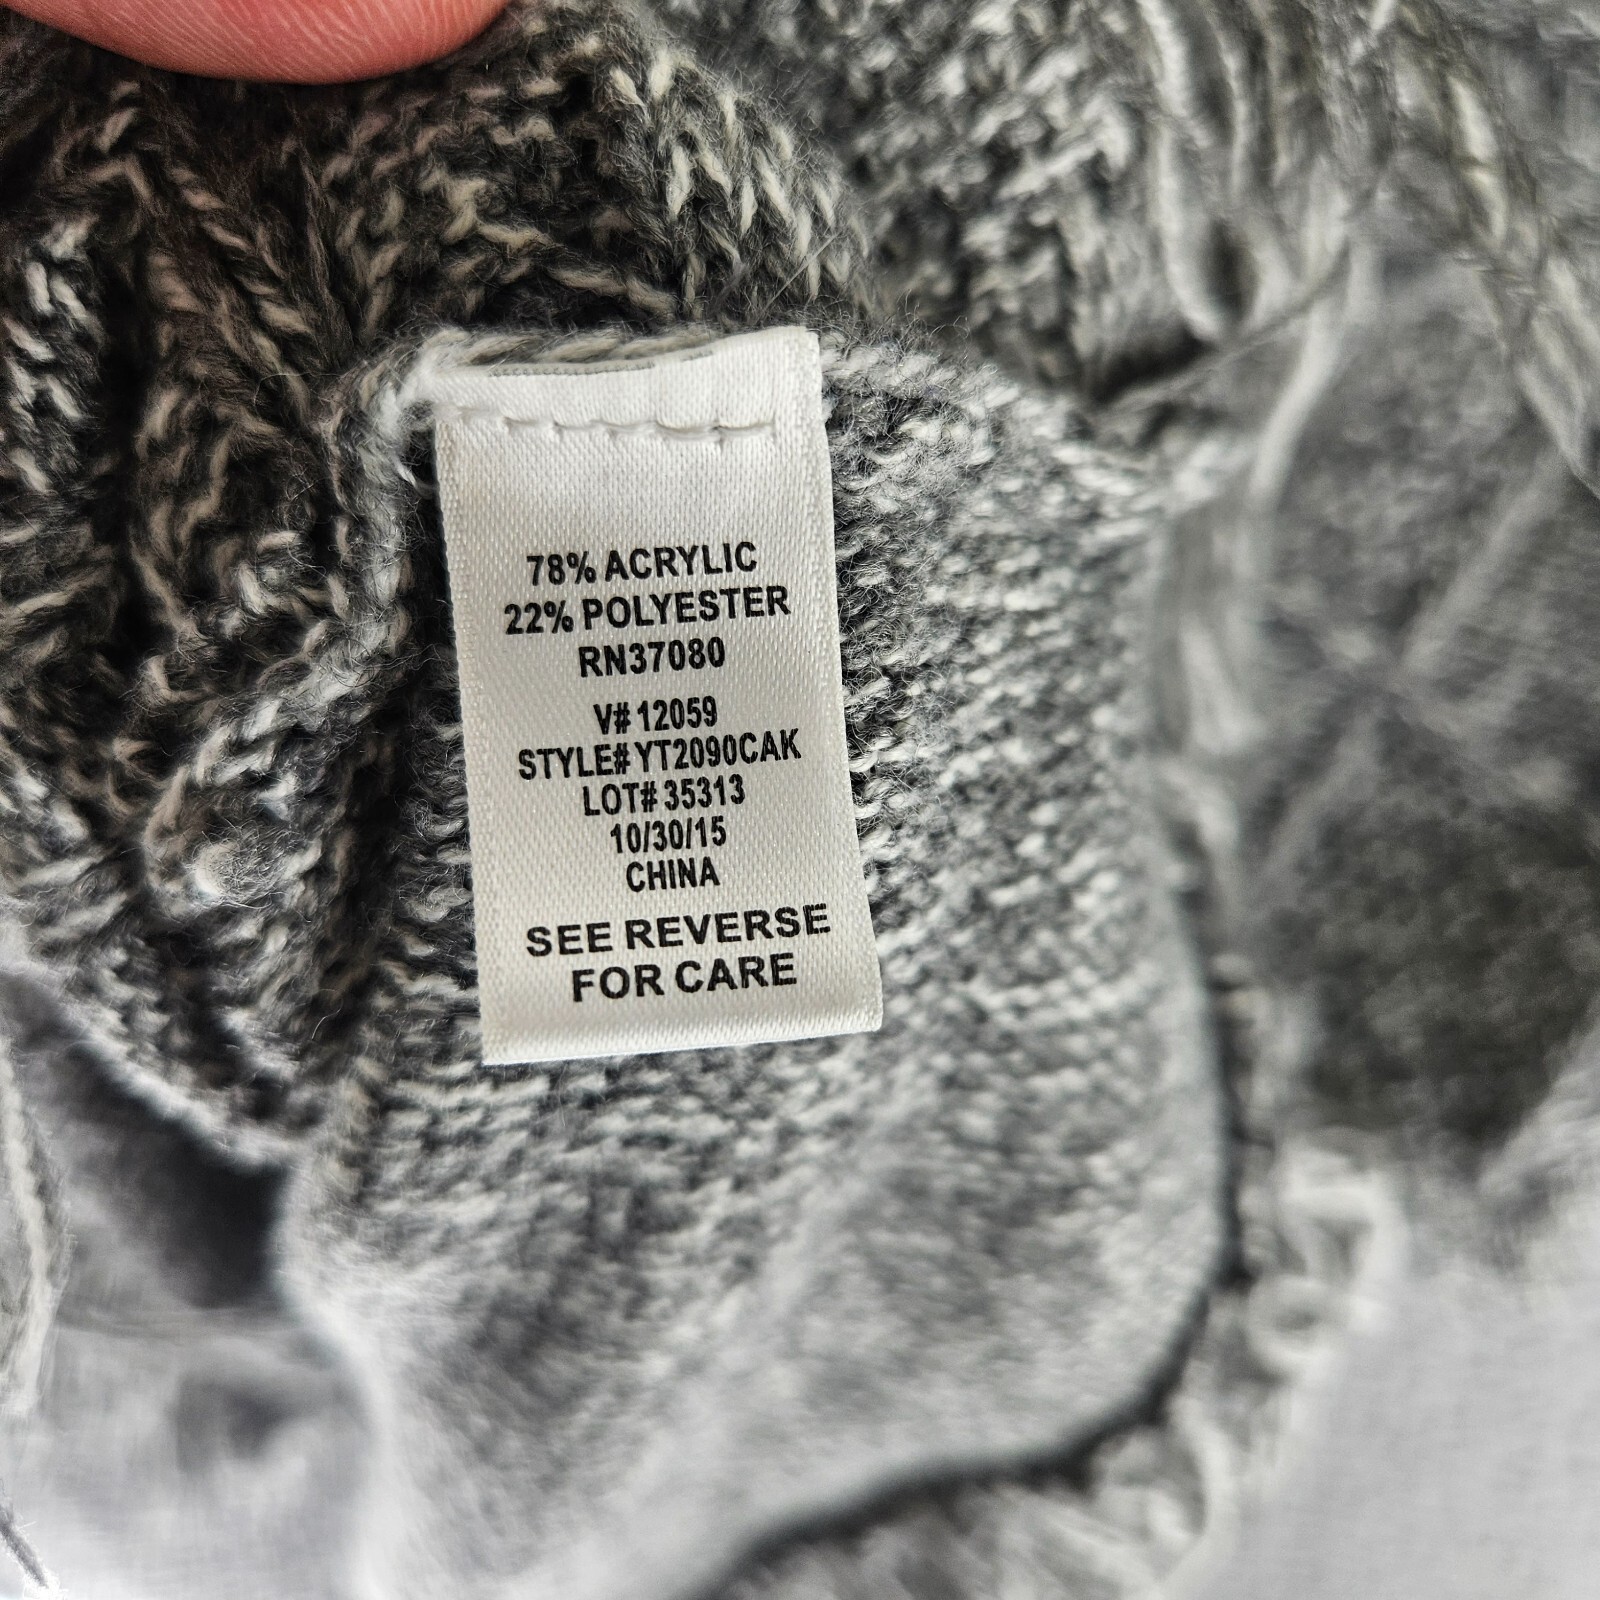 78% ACRYLIC
22% POLYESTER
RN37080
V# 12059
STYLE# YT2090CAK
LOT# 35313
10/30/15
CHINA
SEE REVERSE
FOR CARE